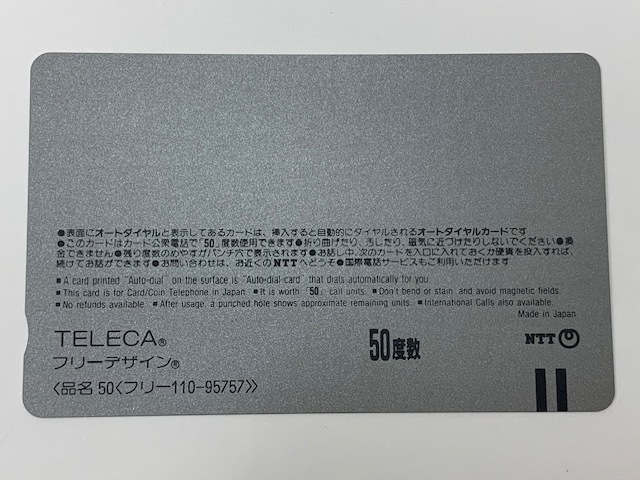 ●表面にオートダイヤルと表示してあるカードは、挿入すると自動的にダイヤルされるオートダイヤルカードです
●このカードはカード公衆電話で「50」度数使用できます●折り曲げたり、汚したり、磁気に近づけたりしないでください●換
金できません●残り度数のめやすがパンチ穴で表示されます●お話し中、次のカードを入口に入れておくか硬貨を投入すれば、
続けてお話ができます●お問い合わせは、お近くのNTTへどうぞ●国際電話サービスもご利用いただけます
■A card printed "Auto-dial" on the surface is "Auto-dial-card" that dials automatically for you.
■This card is for Card/Coin Telephone in Japan. ■It is worth「50」call units. ■Don't bend or stain and avoid magnetic fields.
■No refunds available. ■After usage, a punched hole shows approximate remaining units. ■International Calls also available.
Made in Japan
TELECA®
フリーデザイン®
〈品名 50〈フリー110-95757〉〉
50度数
NTT